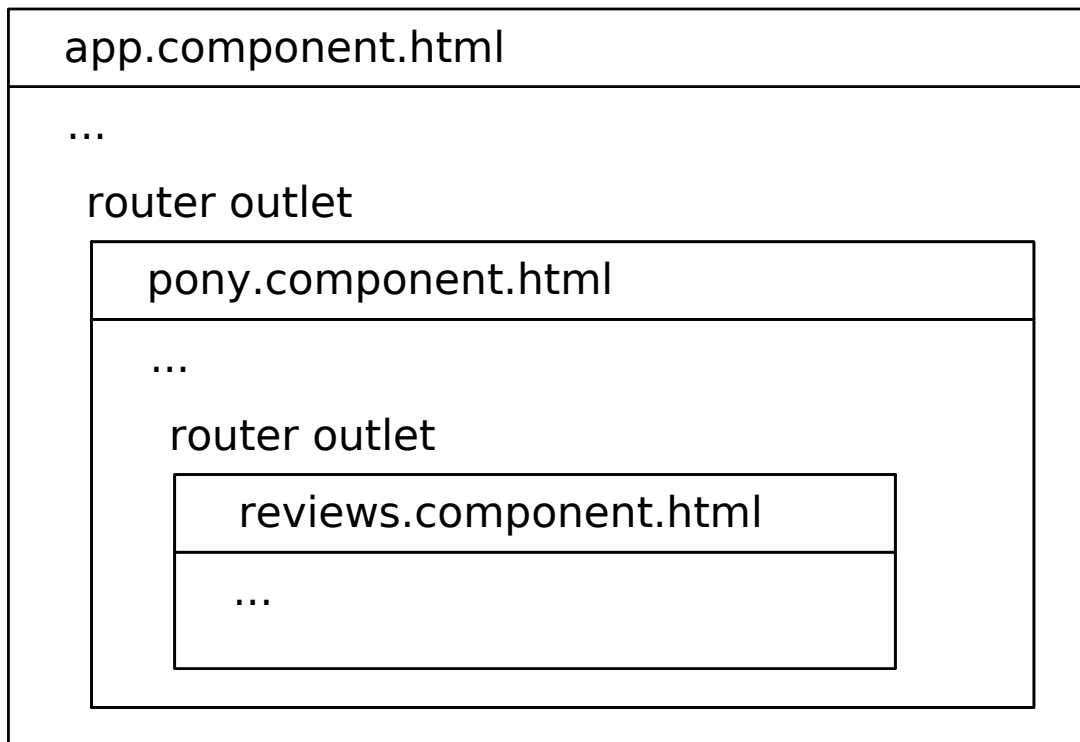 app.component.html
...
router outlet
pony.component.html
...
router outlet
reviews.component.html
...